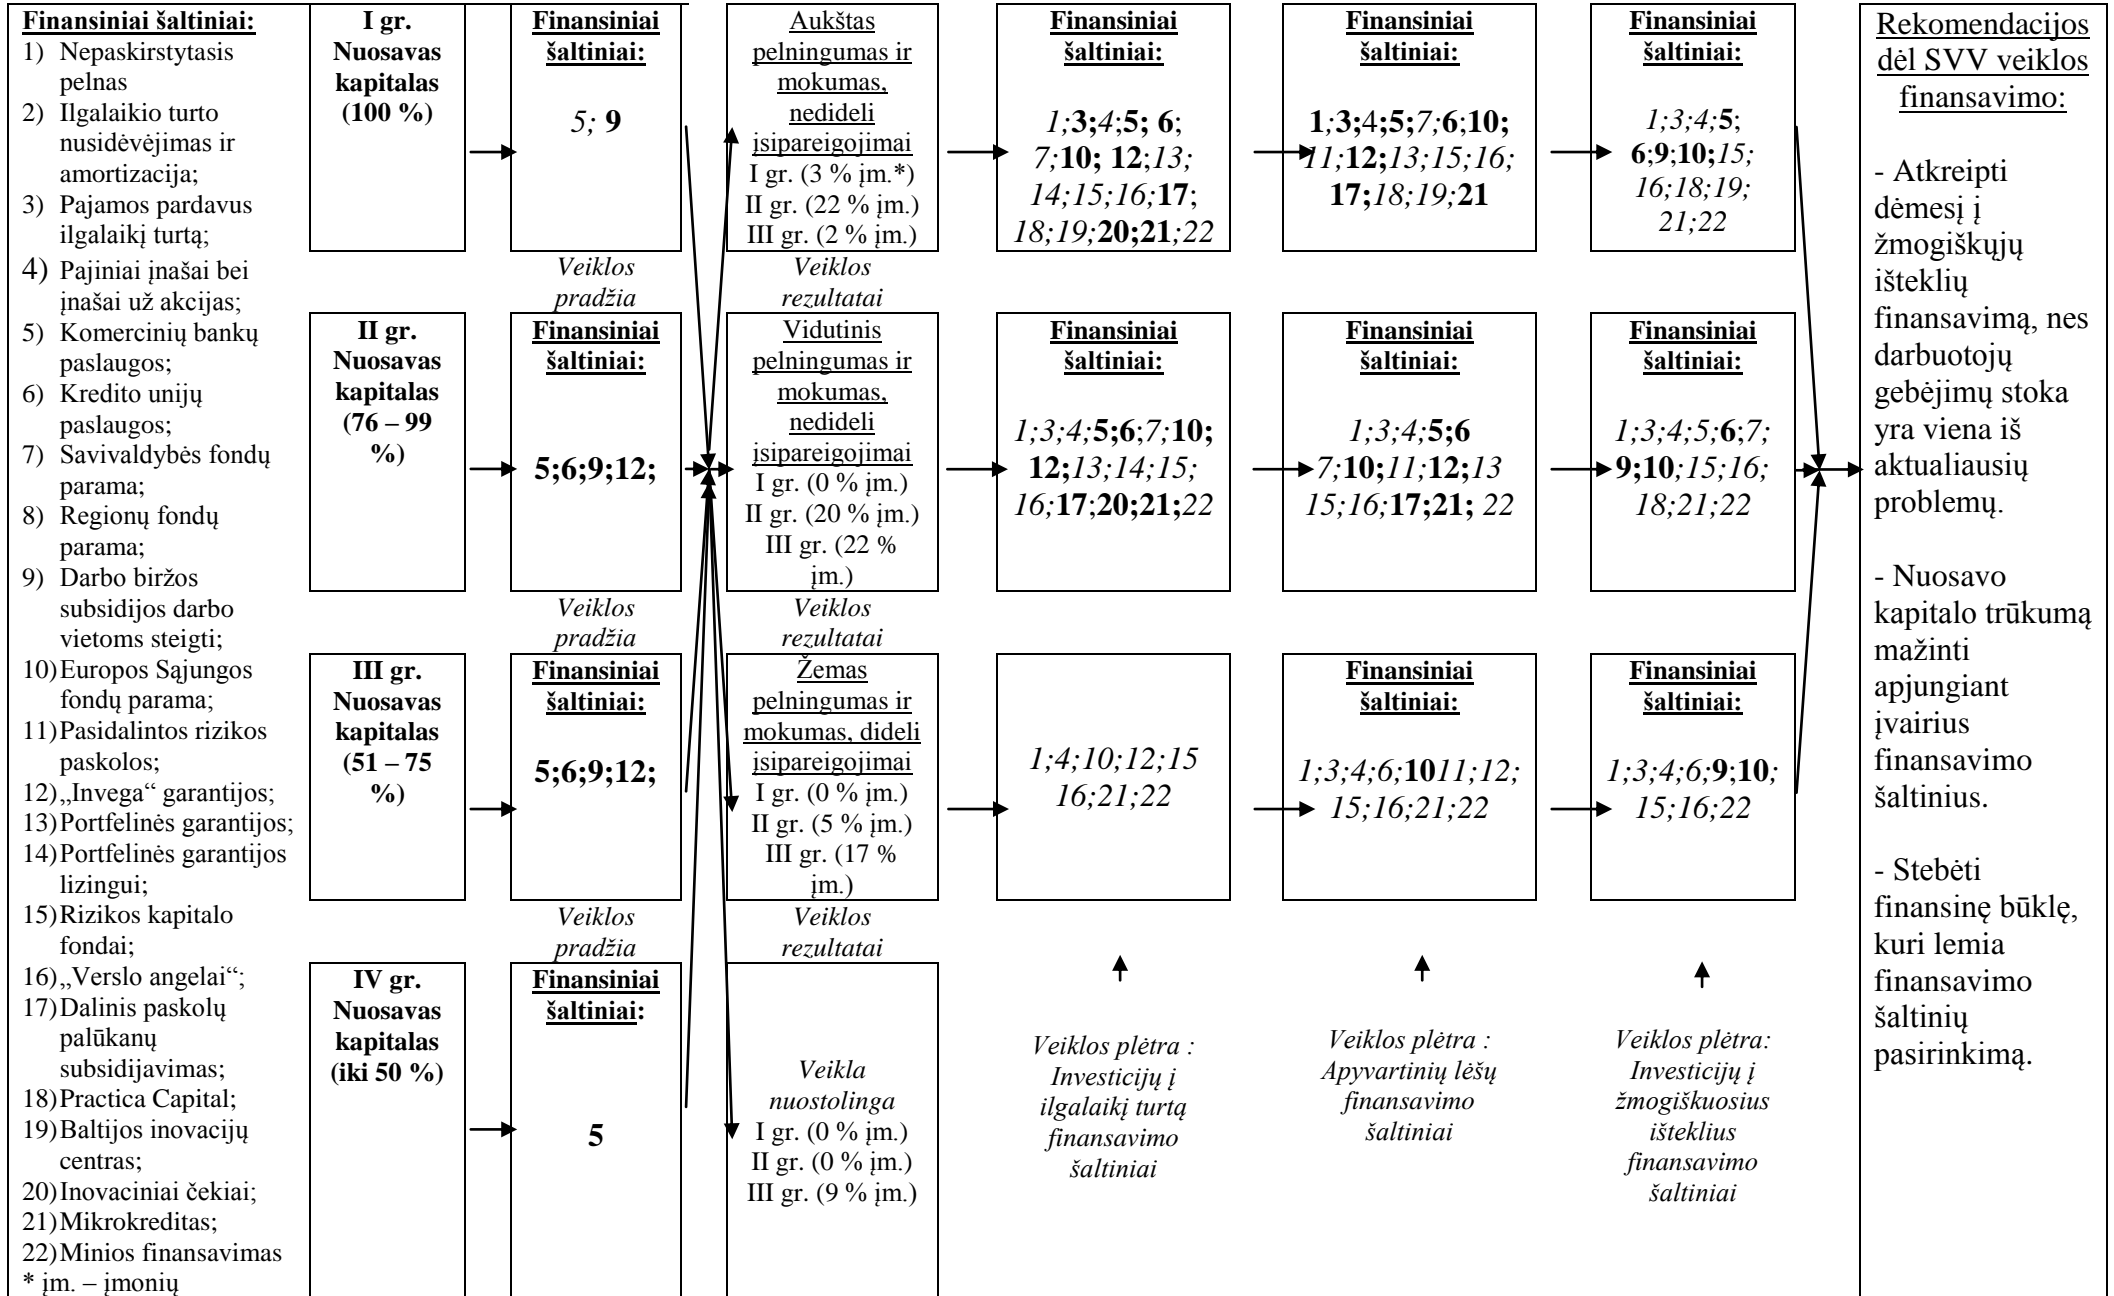 Finansiniai šaltiniai:
1) Nepaskirstytasis
pelnas
2) Ilgalaikio turto
nusidėvėjimas ir
amortizacija;
3) Pajamos pardavus
ilgalaikį turtą;
4) Pajiniai įnašai bei
įnašai už akcijas;
5) Komercinių bankų
paslaugos;
6) Kredito unijų
paslaugos;
7) Savivaldybės fondų
parama;
8) Regionų fondų
parama;
9) Darbo biržos
subsidijos darbo
vietoms steigti;
10)Europos Sąjungos
fondų parama;
11)Pasidalintos rizikos
paskolos;
12)„Invega“ garantijos;
13)Portfelinės garantijos;
14)Portfelinės garantijos
lizingui;
15)Rizikos kapitalo
fondai;
16)„Verslo angelai“;
17)Dalinis paskolų
palūkanų
subsidijavimas;
18)Practica Capital;
19)Baltijos inovacijų
centras;
20)Inovaciniai čekiai;
21)Mikrokreditas;
22)Minios finansavimas
* įm. – įmonių
I gr.
Nuosavas
kapitalas
(100 %)
Finansiniai
šaltiniai:
5; 9
Aukštas
pelningumas ir
mokumas,
nedideli
įsipareigojimai
I gr. (3 % įm.*)
II gr. (22 % įm.)
III gr. (2 % įm.)
Finansiniai
šaltiniai:
1;3;4;5; 6;
7;10; 12;13;
14;15;16;17;
18;19;20;21;22
Finansiniai
šaltiniai:
1;3;4;5;7;6;10;
11;12;13;15;16;
17;18;19;21
Finansiniai
šaltiniai:
1;3;4;5;
6;9;10;15;
16;18;19;
21;22
Veiklos
pradžia
Veiklos
rezultatai
II gr.
Nuosavas
kapitalas
(76 – 99
%)
Finansiniai
šaltiniai:
5;6;9;12;
Vidutinis
pelningumas ir
mokumas,
nedideli
įsipareigojimai
I gr. (0 % įm.)
II gr. (20 % įm.)
III gr. (22 %
įm.)
Finansiniai
šaltiniai:
1;3;4;5;6;7;10;
12;13;14;15;
16;17;20;21;22
Finansiniai
šaltiniai:
1;3;4;5;6
7;10;11;12;13
15;16;17;21; 22
Finansiniai
šaltiniai:
1;3;4;5;6;7;
9;10;15;16;
18;21;22
Veiklos
pradžia
Veiklos
rezultatai
III gr.
Nuosavas
kapitalas
(51 – 75
%)
Finansiniai
šaltiniai:
5;6;9;12;
Žemas
pelningumas ir
mokumas, dideli
įsipareigojimai
I gr. (0 % įm.)
II gr. (5 % įm.)
III gr. (17 %
įm.)
1;4;10;12;15
16;21;22
Finansiniai
šaltiniai:
1;3;4;6;1011;12;
15;16;21;22
Finansiniai
šaltiniai:
1;3;4;6;9;10;
15;16;22
Veiklos
pradžia
Veiklos
rezultatai
IV gr.
Nuosavas
kapitalas
(iki 50 %)
Finansiniai
šaltiniai:
5
Veikla
nuostolinga
I gr. (0 % įm.)
II gr. (0 % įm.)
III gr. (9 % įm.)
Veiklos plėtra :
Investicijų į
ilgalaikį turtą
finansavimo
šaltiniai
Veiklos plėtra :
Apyvartinių lėšų
finansavimo
šaltiniai
Veiklos plėtra:
Investicijų į
žmogiškuosius
išteklius
finansavimo
šaltiniai
Rekomendacijos
dėl SVV veiklos
finansavimo:
- Atkreipti
dėmesį į
žmogiškųjų
išteklių
finansavimą, nes
darbuotojų
gebėjimų stoka
yra viena iš
aktualiausių
problemų.
- Nuosavo
kapitalo trūkumą
mažinti
apjungiant
įvairius
finansavimo
šaltinius.
- Stebėti
finansinę būklę,
kuri lemia
finansavimo
šaltinių
pasirinkimą.